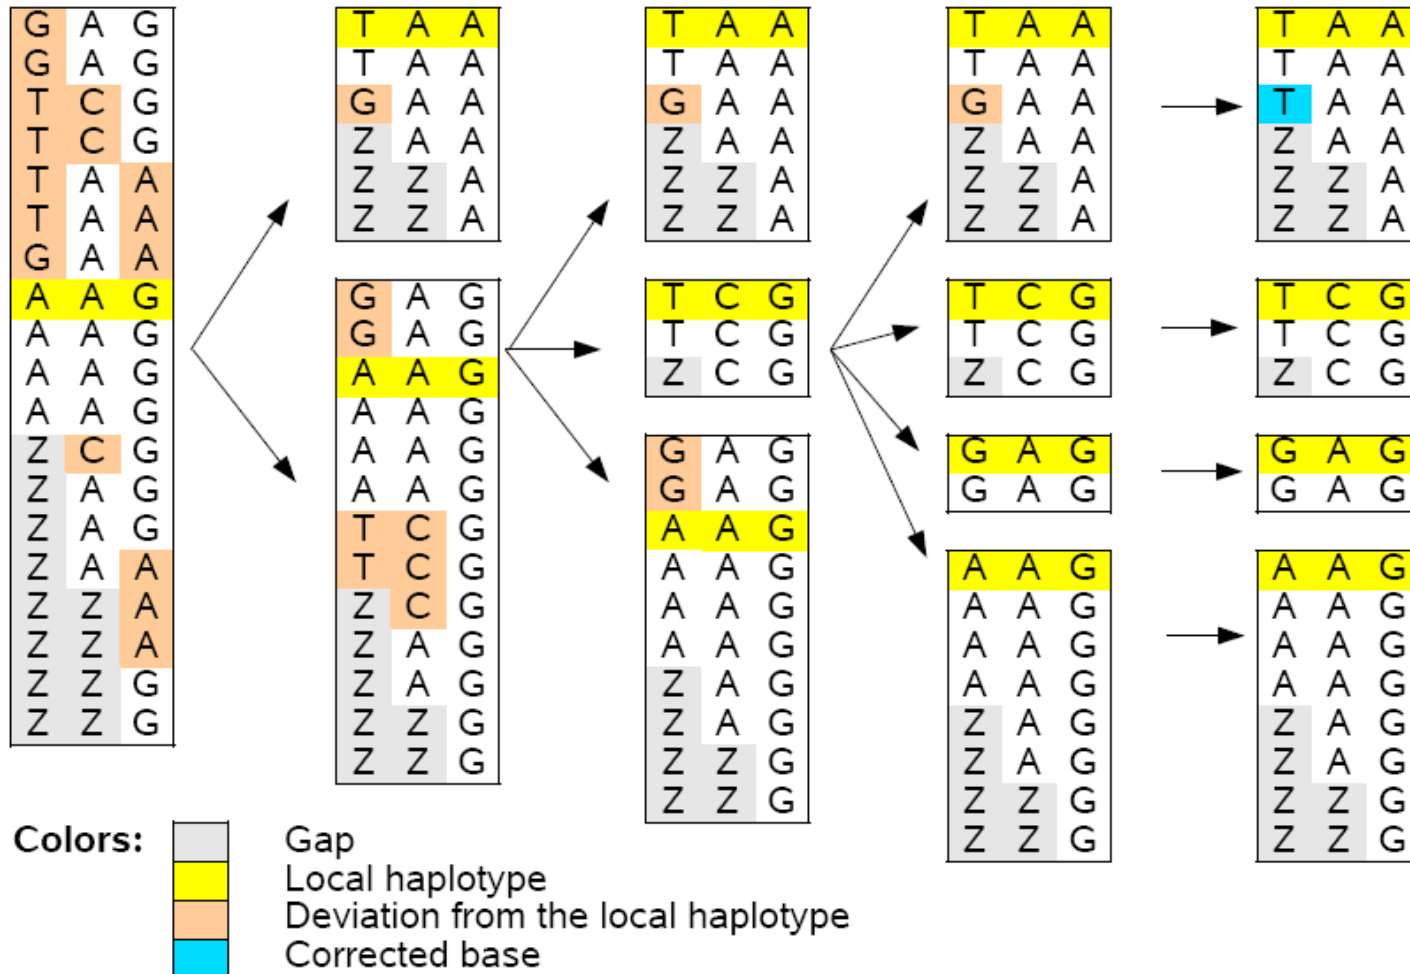 G A G
G A G
T C G
T C G
T A A
T A A
G A A
A A G
A A G
A A G
A A G
Z C G
Z A G
Z A G
Z A A
Z Z A
Z Z A
Z Z G
Z Z G
T A A
T A A
G A A
Z A A
Z Z A
Z Z A
G A G
G A G
A A G
A A G
A A G
A A G
T C G
T C G
Z C G
Z A G
Z A G
Z Z G
Z Z G
T A A
T A A
G A A
Z A A
Z Z A
Z Z A
T C G
T C G
Z C G
G A G
G A G
A A G
A A G
A A G
A A G
Z A G
Z A G
Z Z G
Z Z G
T A A
T A A
G A A
Z A A
Z Z A
Z Z A
T C G
T C G
Z C G
G A G
G A G
A A G
A A G
A A G
A A G
Z A G
Z A G
Z Z G
Z Z G
T A A
T A A
T A A
Z A A
Z Z A
Z Z A
T C G
T C G
Z C G
G A G
G A G
A A G
A A G
A A G
A A G
Z A G
Z A G
Z Z G
Z Z G
Colors:
Gap
Local haplotype
Deviation from the local haplotype
Corrected base